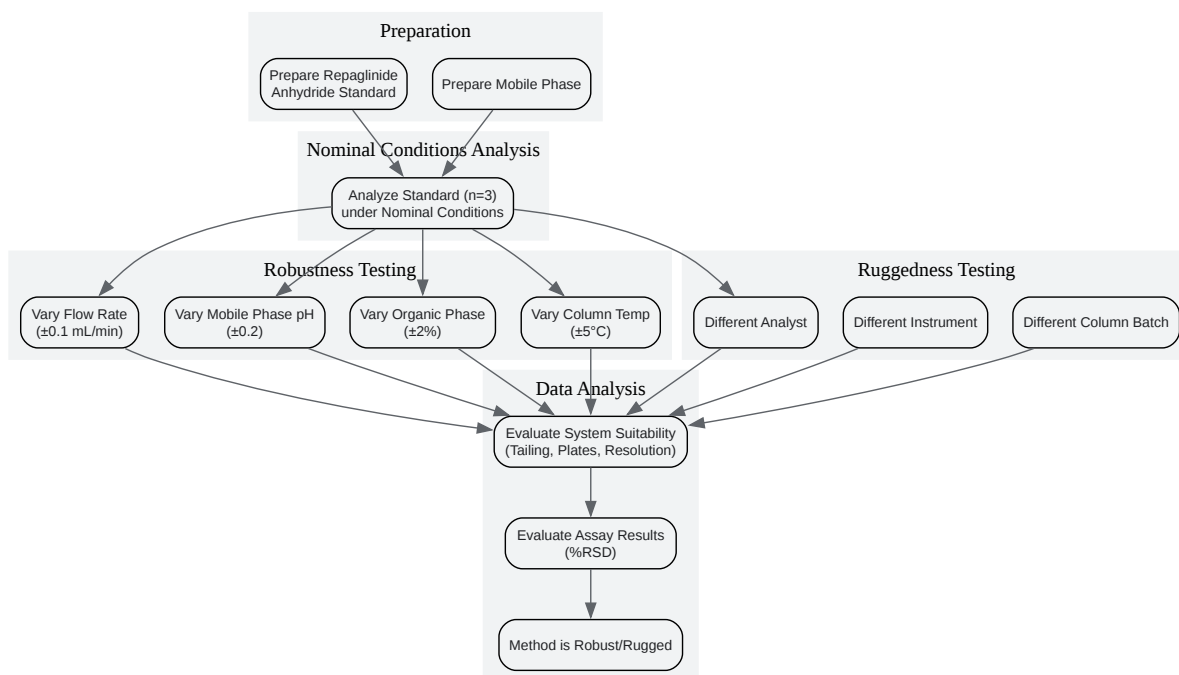 Preparation
Prepare Repaglinide
Anhydride Standard
Prepare Mobile Phase
Nominal Conditions Analysis
Analyze Standard (n=3)
under Nominal Conditions
Robustness Testing
Vary Flow Rate
(±0.1 mL/min)
Vary Mobile Phase pH
(±0.2)
Vary Organic Phase
(±2%)
Vary Column Temp
(±5°C)
Ruggedness Testing
Different Analyst
Different Instrument
Different Column Batch
Data Analysis
Evaluate System Suitability
(Tailing, Plates, Resolution)
Evaluate Assay Results
(%RSD)
Method is Robust/Rugged